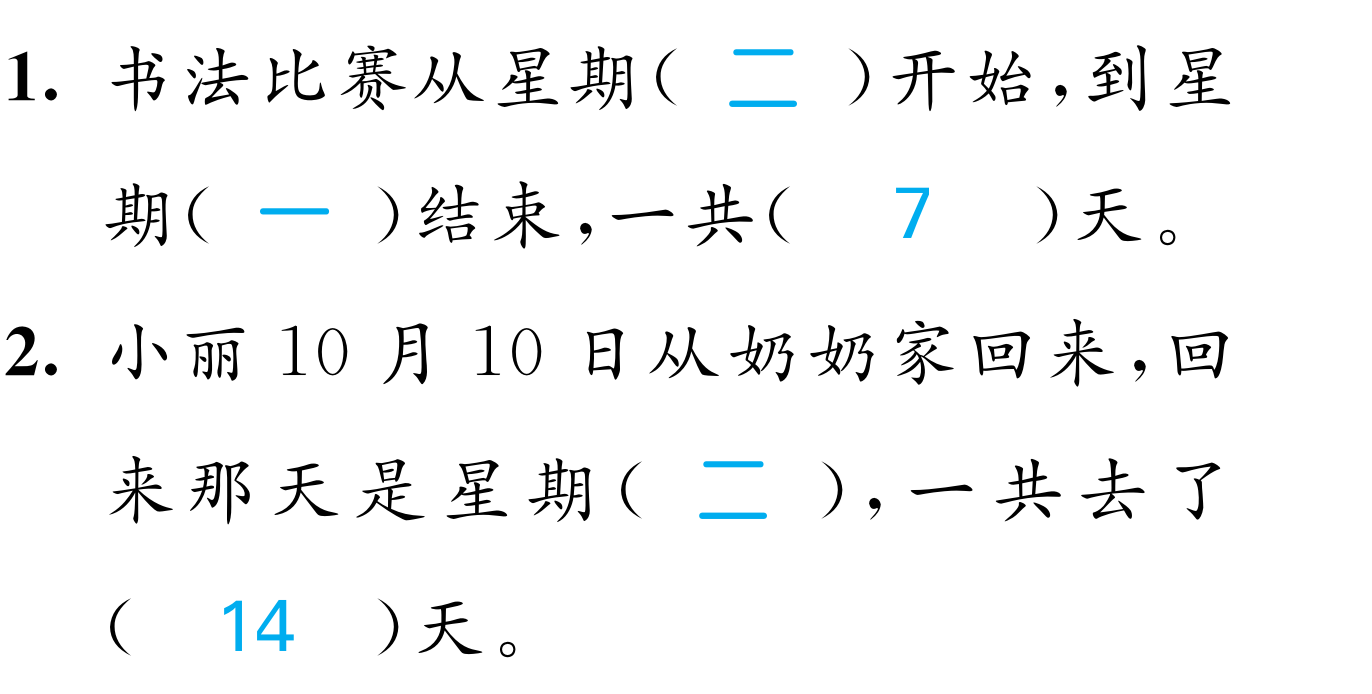 1. 书法比赛从星期( 二 )开始,到星
期( 一 )结束,一共( 7 )天。
2. 小丽 10 月 10 日从奶奶家回来,回
来那天是星期( 二 ),一共去了
( 14 )天。